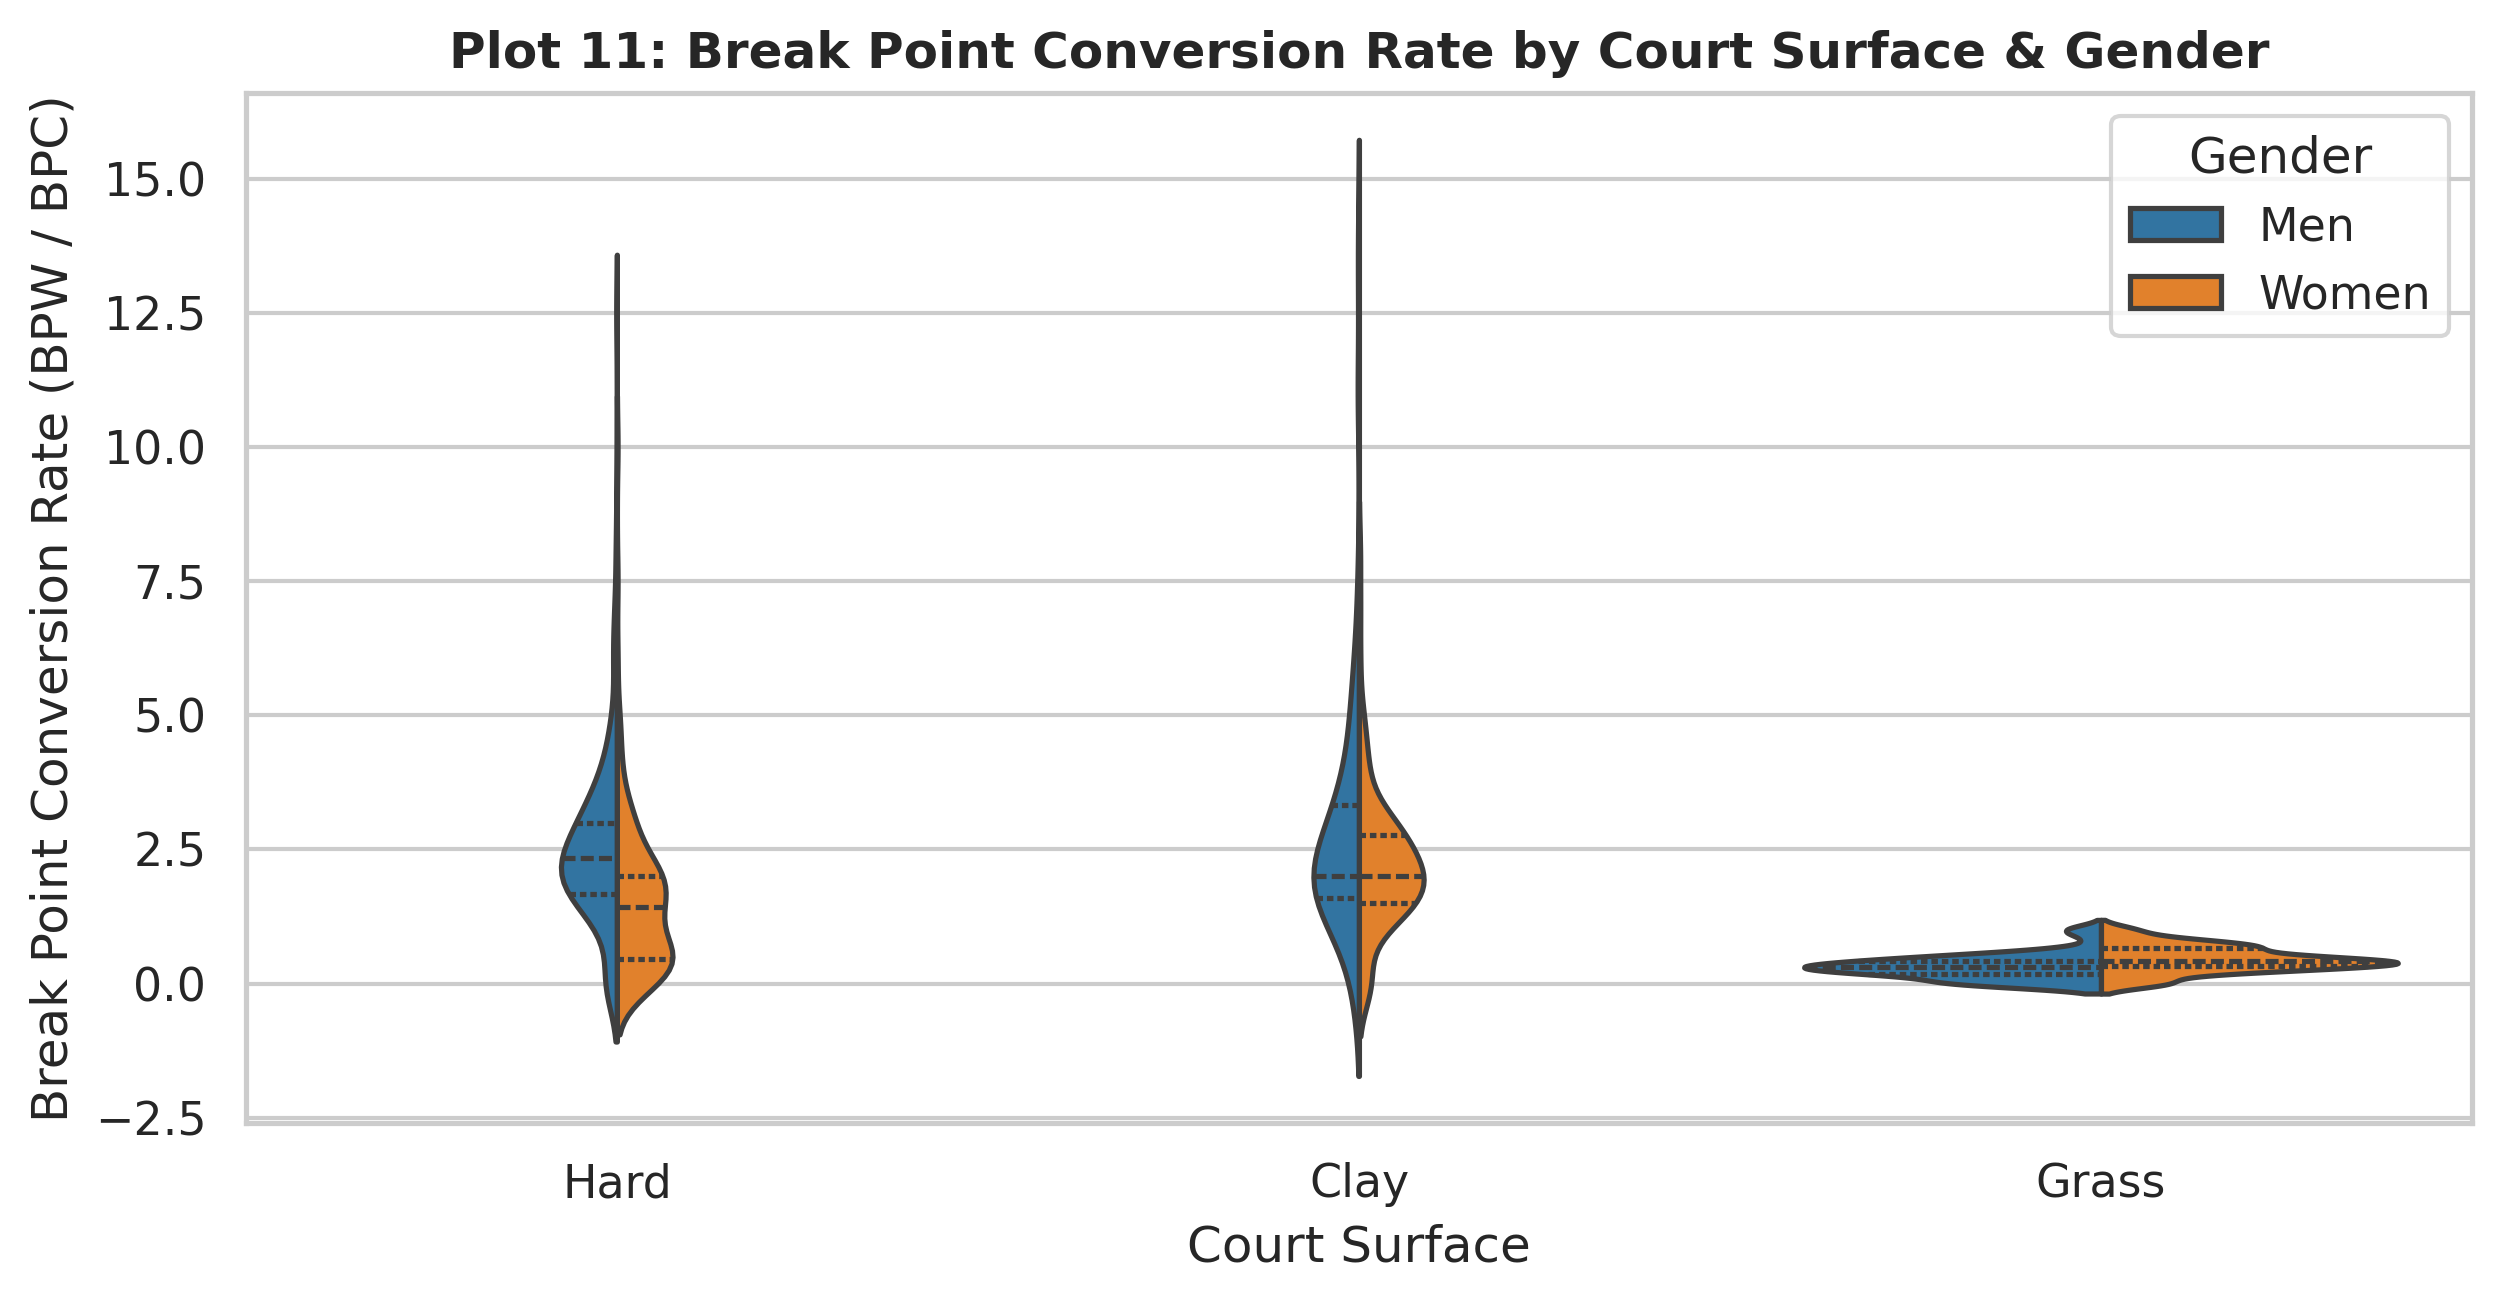 Plot 11: Break Point Conversion Rate by Court Surface & Gender
Break Point Conversion Rate (BPW / BPC)
15.0
12.5
10.0
7.5
5.0
2.5
0.0
−2.5
Gender
Men
Women
Hard
Clay
Grass
Court Surface